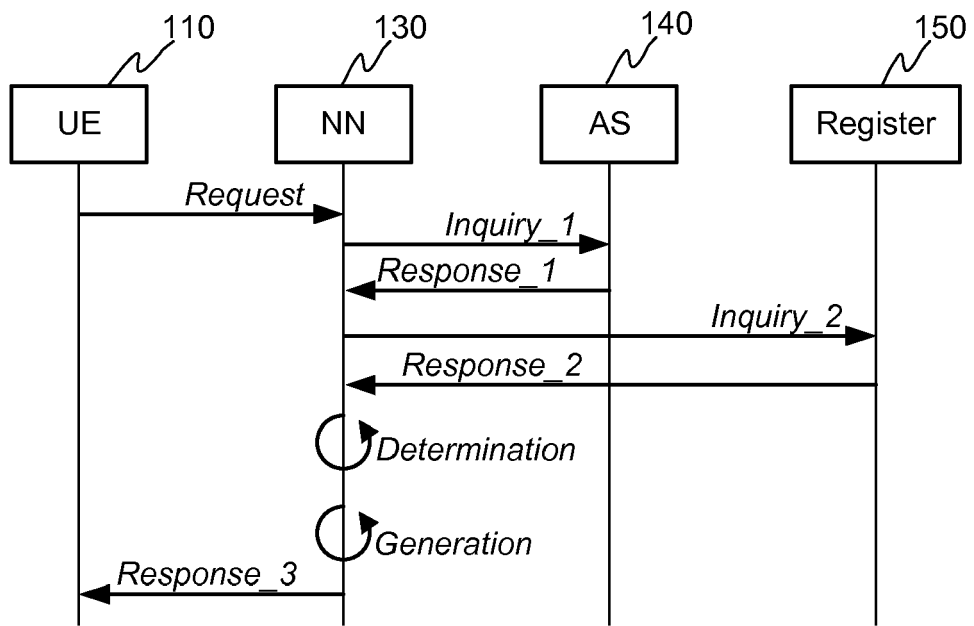 110 130 140 150
UE NN AS Register
Request
Inquiry_1
Response_1
Inquiry_2
Response_2
Determination
Generation
Response_3